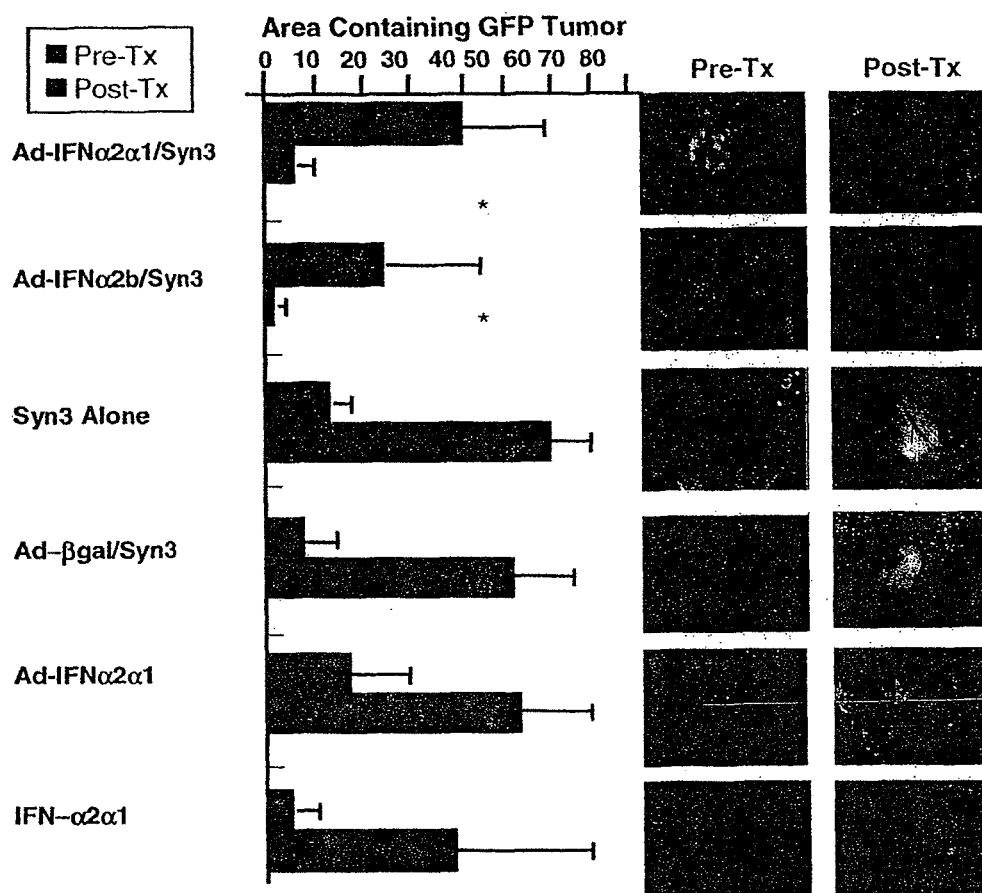 Area Containing GFP Tumor
Pre-Tx
Post-Tx
0 10 20 30 40 50 60 70 80
Pre-Tx Post-Tx
Ad-IFNα2α1/Syn3
*
Ad-IFNα2b/Syn3
*
Syn3 Alone
Ad–βgal/Syn3
Ad-IFNα2α1
IFN–α2α1